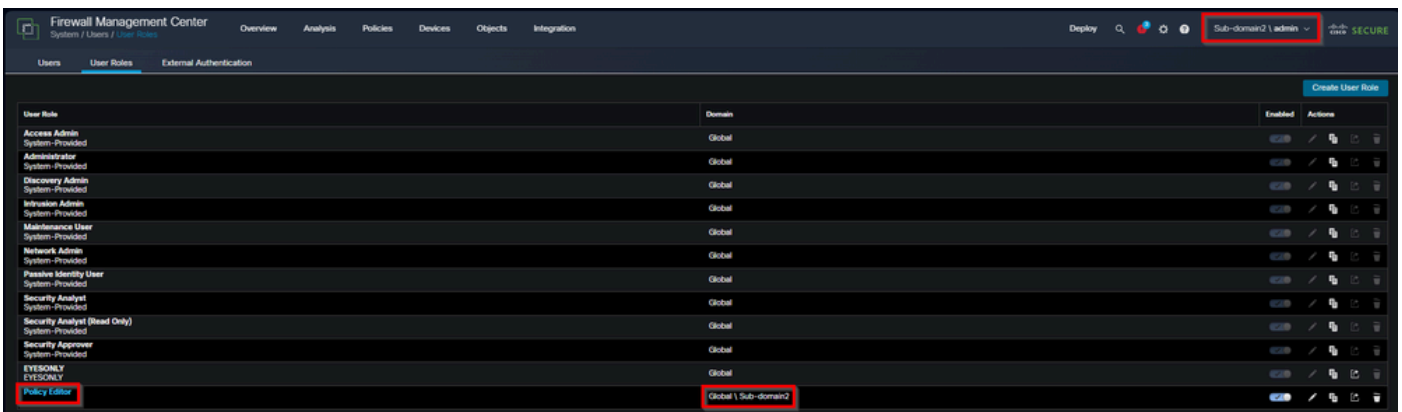 Firewall Management Center
System / Users / User Roles
Overview Analysis Policies Devices Objects Integration Deploy Sub-domain2 \ admin SECURE
Users User Roles External Authentication
Create User Role
User Role Domain Enabled Actions
Access Admin
System-Provided
Global
Administrator
System-Provided
Global
Discovery Admin
System-Provided
Global
Intrusion Admin
System-Provided
Global
Maintenance User
System-Provided
Global
Network Admin
System-Provided
Global
Passive Identity User
System-Provided
Global
Security Analyst
System-Provided
Global
Security Analyst (Read Only)
System-Provided
Global
Security Approver
System-Provided
Global
EYESONLY
EYESONLY
Global
Policy Editor Global \ Sub-domain2